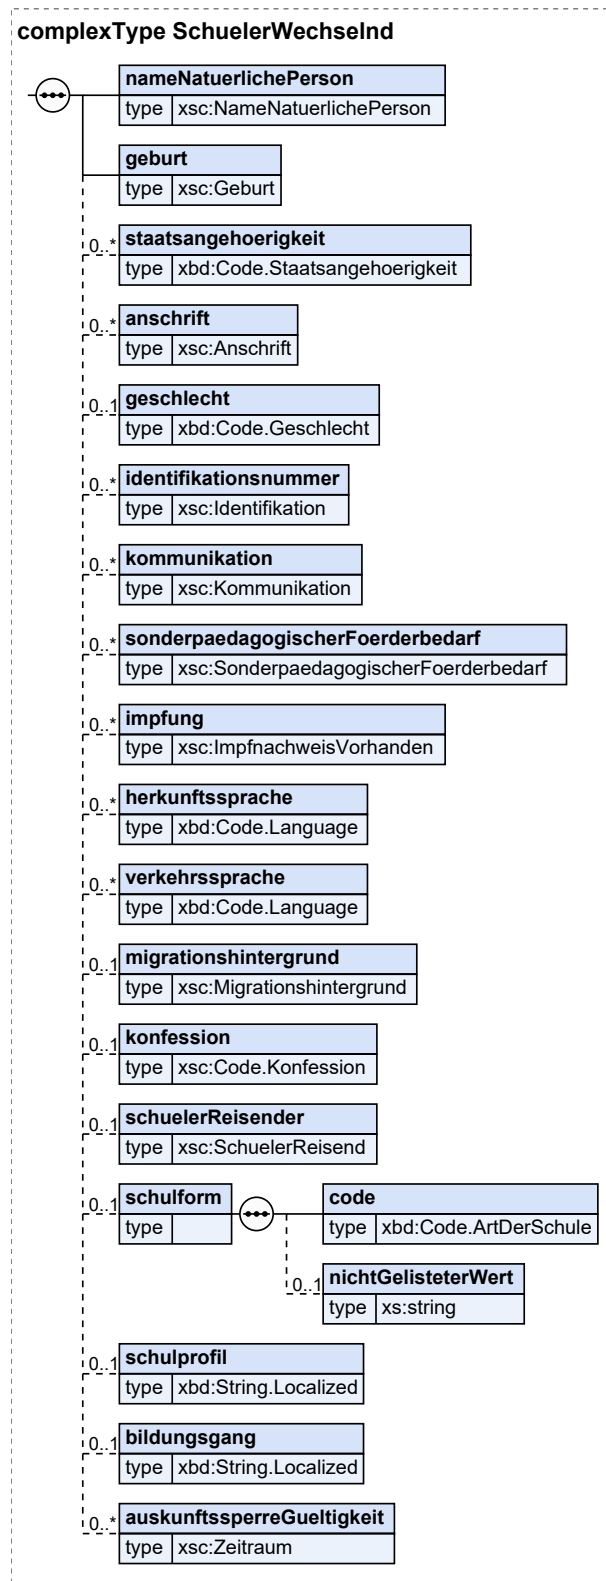 complexType SchuelerWechselnd
nameNatuerlichePerson
type xsc:NameNatuerlichePerson
geburt
type xsc:Geburt
0..* staatsangehoerigkeit
type xbd:Code.Staatsangehoerigkeit
0..* anschrift
type xsc:Anschrift
0..1 geschlecht
type xbd:Code.Geschlecht
0..* identifikationsnummer
type xsc:Identifikation
0..* kommunikation
type xsc:Kommunikation
0..* sonderpaedagogischerFoerderbedarf
type xsc:SonderpaedagogischerFoerderbedarf
0..* impfung
type xsc:ImpfnachweisVorhanden
0..* herkunftssprache
type xbd:Code.Language
0..* verkehrssprache
type xbd:Code.Language
0..1 migrationshintergrund
type xsc:Migrationshintergrund
0..1 konfession
type xsc:Code.Konfession
0..1 schuelerReisender
type xsc:SchuelerReisend
0..1 schulform code
type type xbd:Code.ArtDerSchule
0..1 nichtGelisteterWert
type xs:string
0..1 schulprofil
type xbd:String.Localized
0..1 bildungsgang
type xbd:String.Localized
0..* auskunftssperreGueltigkeit
type xsc:Zeitraum